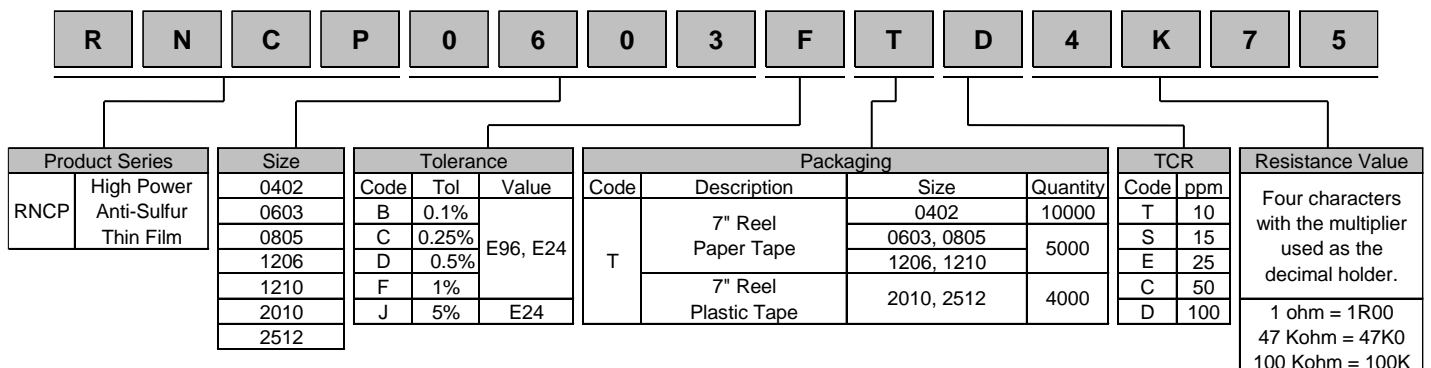 R N C P 0 6 0 3 F T D 4 K 7 5
Product Series
RNCP
High Power
Anti-Sulfur
Thin Film
Size
0402
0603
0805
1206
1210
2010
2512
Tolerance
Code Tol Value
B 0.1%
C 0.25%
D 0.5%
F 1%
E96, E24
J 5% E24
Packaging
Code Description Size Quantity
T
7" Reel
Paper Tape
0402 10000
0603, 0805
1206, 1210
5000
7" Reel
Plastic Tape
2010, 2512 4000
TCR
Code ppm
T 10
S 15
E 25
C 50
D 100
Resistance Value
Four characters
with the multiplier
used as the
decimal holder.
1 ohm = 1R00
47 Kohm = 47K0
100 Kohm = 100K